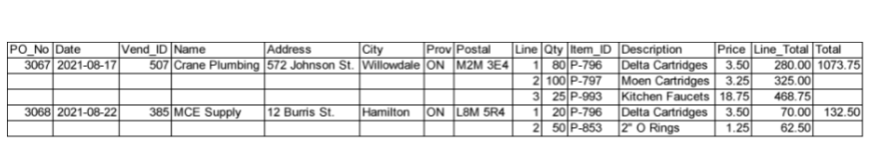 PO_No Date Vend_ID Name Address City Prov Postal Line Qty Item_ID Description Price Line_Total Total
3067 2021-08-17 507 Crane Plumbing 572 Johnson St. Willowdale ON M2M 3E4 1 80 P-796 Delta Cartridges 3.50 280.00 1073.75
2 100 P-797 Moen Cartridges 3.25 325.00
3 25 P-993 Kitchen Faucets 18.75 468.75
3068 2021-08-22 385 MCE Supply 12 Burris St. Hamilton ON L8M 5R4 1 20 P-796 Delta Cartridges 3.50 70.00 132.50
2 50 P-853 2" O Rings 1.25 62.50